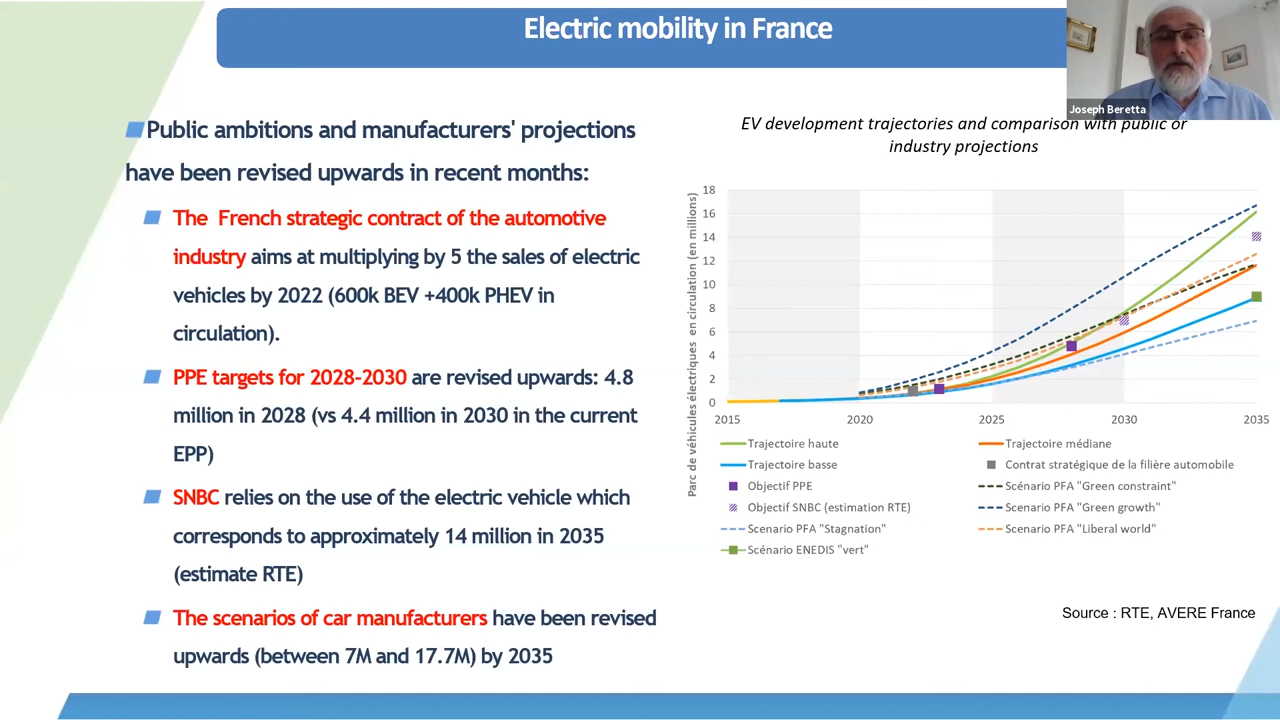 Electric mobility in France
Joseph Beretta
Public ambitions and manufacturers' projections
have been revised upwards in recent months:
The French strategic contract of the automotive
industry aims at multiplying by 5 the sales of electric
vehicles by 2022 (600k BEV +400k PHEV in
circulation).
PPE targets for 2028-2030 are revised upwards: 4.8
million in 2028 (vs 4.4 million in 2030 in the current
EPP)
SNBC relies on the use of the electric vehicle which
corresponds to approximately 14 million in 2035
(estimate RTE)
The scenarios of car manufacturers have been revised
upwards (between 7M and 17.7M) by 2035
EV development trajectories and comparison with public or
industry projections
Parc de véhicules électriques en circulation (en millions)
18
16
14
12
10
8
6
4
2
0
2015 2020 2025 2030 2035
Trajectoire haute Trajectoire médiane
Trajectoire basse Contrat stratégique de la filière automobile
Objectif PPE Scénario PFA "Green constraint"
Objectif SNBC (estimation RTE) Scenario PFA "Green growth"
Scenario PFA "Stagnation" Scenario PFA "Liberal world"
Scénario ENEDIS "vert"
Source : RTE, AVERE France